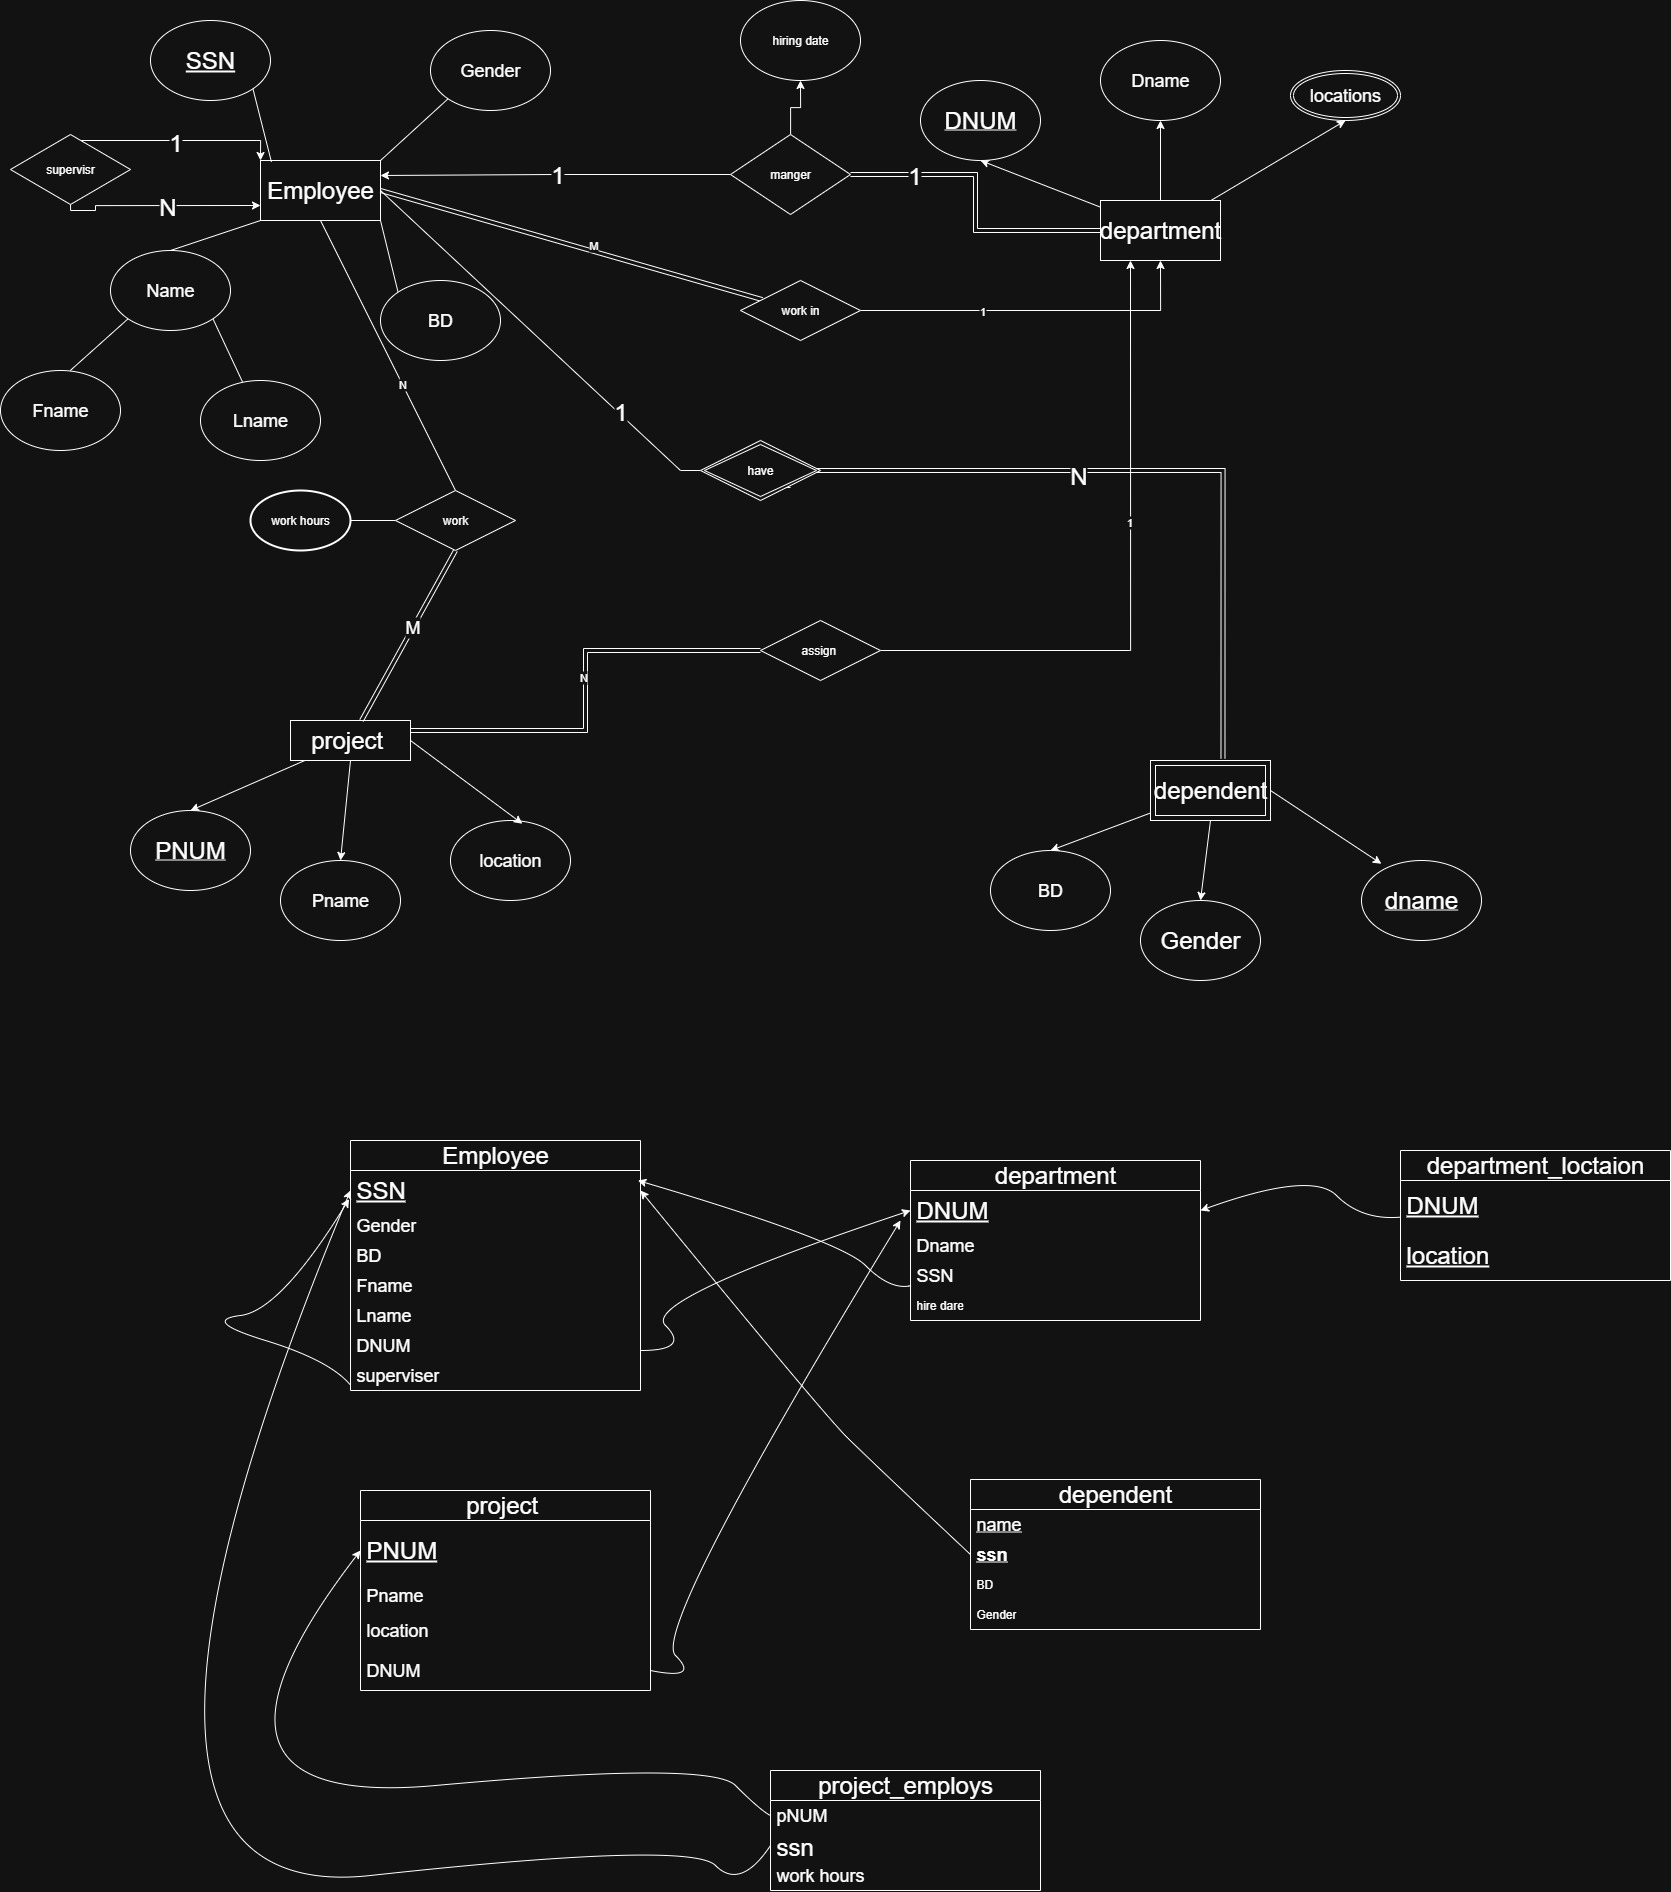 hiring date
SSN
Gender
Dname
locations
DNUM
1
supervisr
manger
1
1
Employee
N
department
M
Name
work in
1
BD
N
Fname
Lname
1
have
N
work hours
work
1
M
assign
N
project
dependent
PNUM
location
Pname
BD
dname
Gender
Employee
SSN
Gender
BD
Fname
Lname
DNUM
superviser
department
DNUM
Dname
SSN
hire dare
department_loctaion
DNUM
location
project
PNUM
Pname
location
DNUM
dependent
name
ssn
BD
Gender
project_employs
pNUM
ssn
work hours